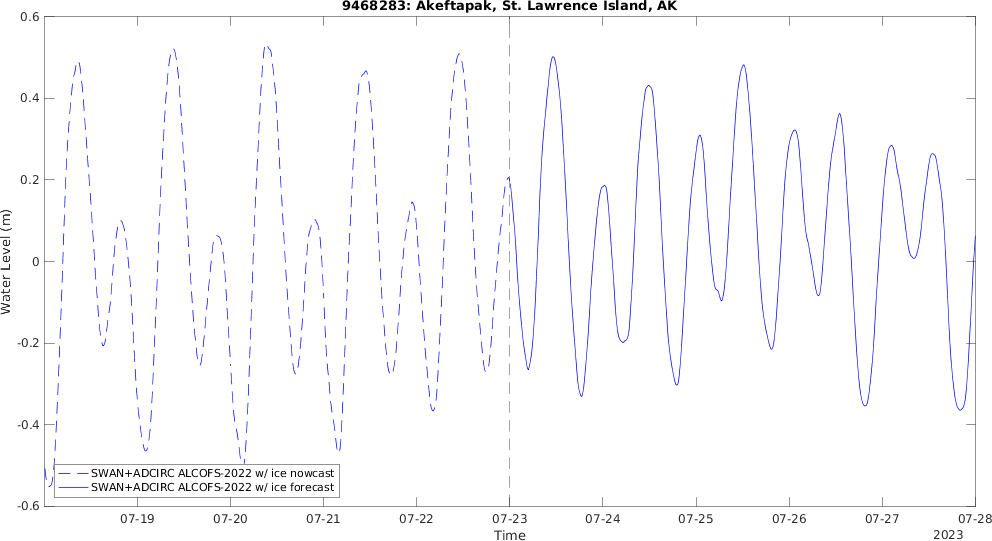 9468283: Akeftapak, St. Lawrence Island, AK
0.6
0.4
0.2
0
-0.2
-0.4
-0.6
Water Level (m)
SWAN+ADCIRC ALCOFS-2022 w/ ice nowcast
SWAN+ADCIRC ALCOFS-2022 w/ ice forecast
07-19 07-20 07-21 07-22 07-23 07-24 07-25 07-26 07-27 07-28
Time
2023